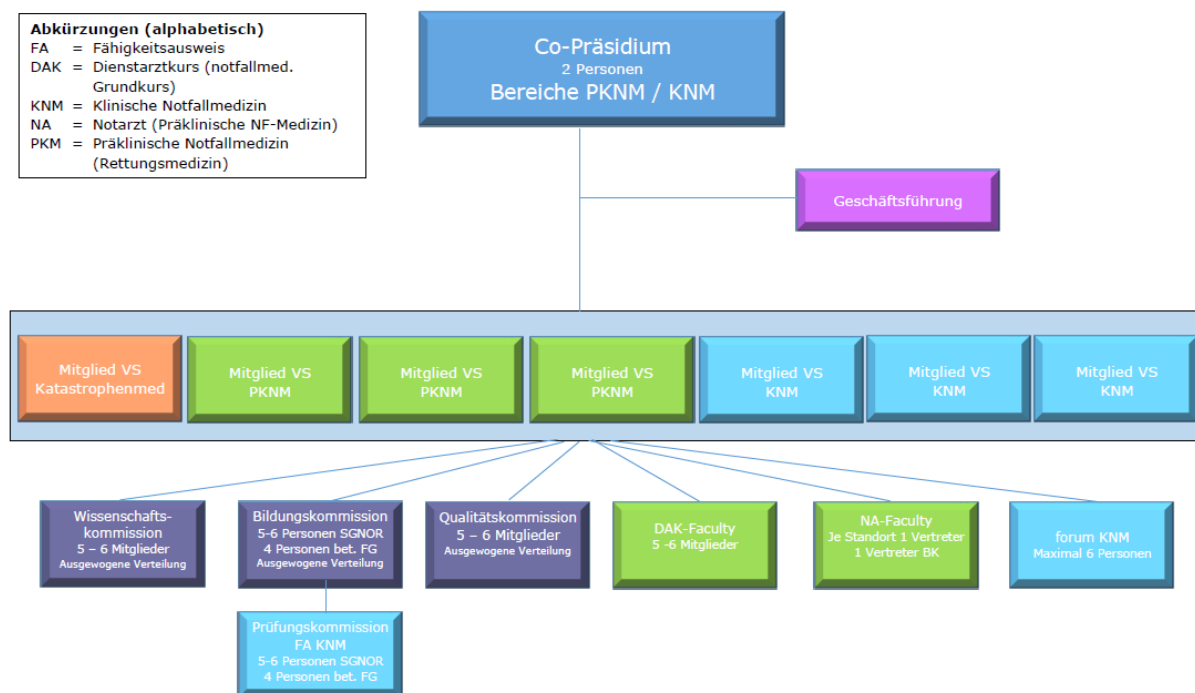 Abkürzungen (alphabetisch)
FA = Fähigkeitsausweis
DAK = Dienstarztkurs (notfallmed.
Grundkurs)
KNM = Klinische Notfallmedizin
NA = Notarzt (Präklinische NF-Medizin)
PKM = Präklinische Notfallmedizin
(Rettungsmedizin)
Co-Präsidium
2 Personen
Bereiche PKNM / KNM
Geschäftsführung
Mitglied VS
Katastrophenmed
Mitglied VS
PKNM
Mitglied VS
PKNM
Mitglied VS
PKNM
Mitglied VS
KNM
Mitglied VS
KNM
Mitglied VS
KNM
Wissenschafts-
kommission
5 – 6 Mitglieder
Ausgewogene Verteilung
Bildungskommission
5-6 Personen SGNOR
4 Personen bet. FG
Ausgewogene Verteilung
Qualitätskommission
5 – 6 Mitglieder
Ausgewogene Verteilung
DAK-Faculty
5 -6 Mitglieder
NA-Faculty
Je Standort 1 Vertreter
1 Vertreter BK
forum KNM
Maximal 6 Personen
Prüfungskommission
FA KNM
5-6 Personen SGNOR
4 Personen bet. FG